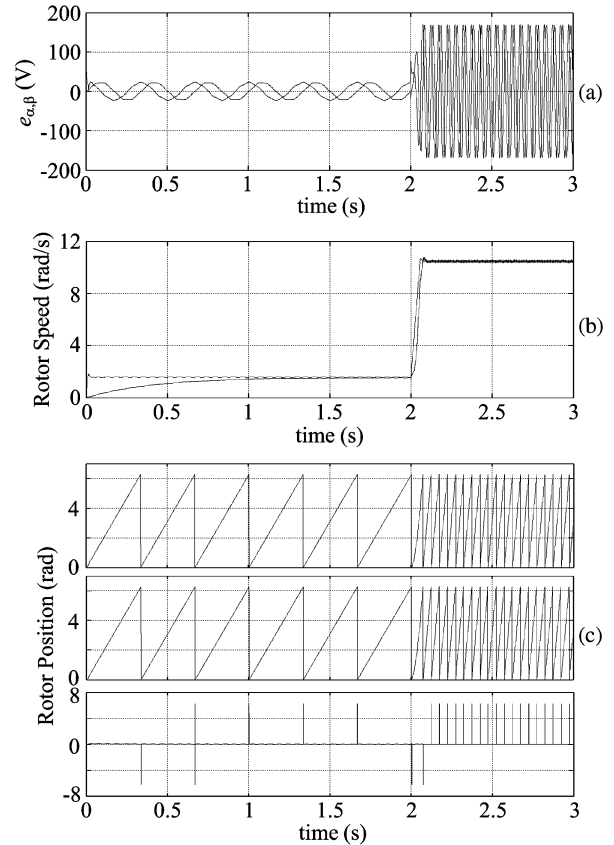 200
100
0
-100
-200
eα,β (V)
0 0.5 1 1.5 2 2.5 3
time (s)
(a)
12
8
4
0
Rotor Speed (rad/s)
0 0.5 1 1.5 2 2.5 3
time (s)
(b)
4
0
4
0
8
0
-8
Rotor Position (rad)
0 0.5 1 1.5 2 2.5 3
time (s)
(c)